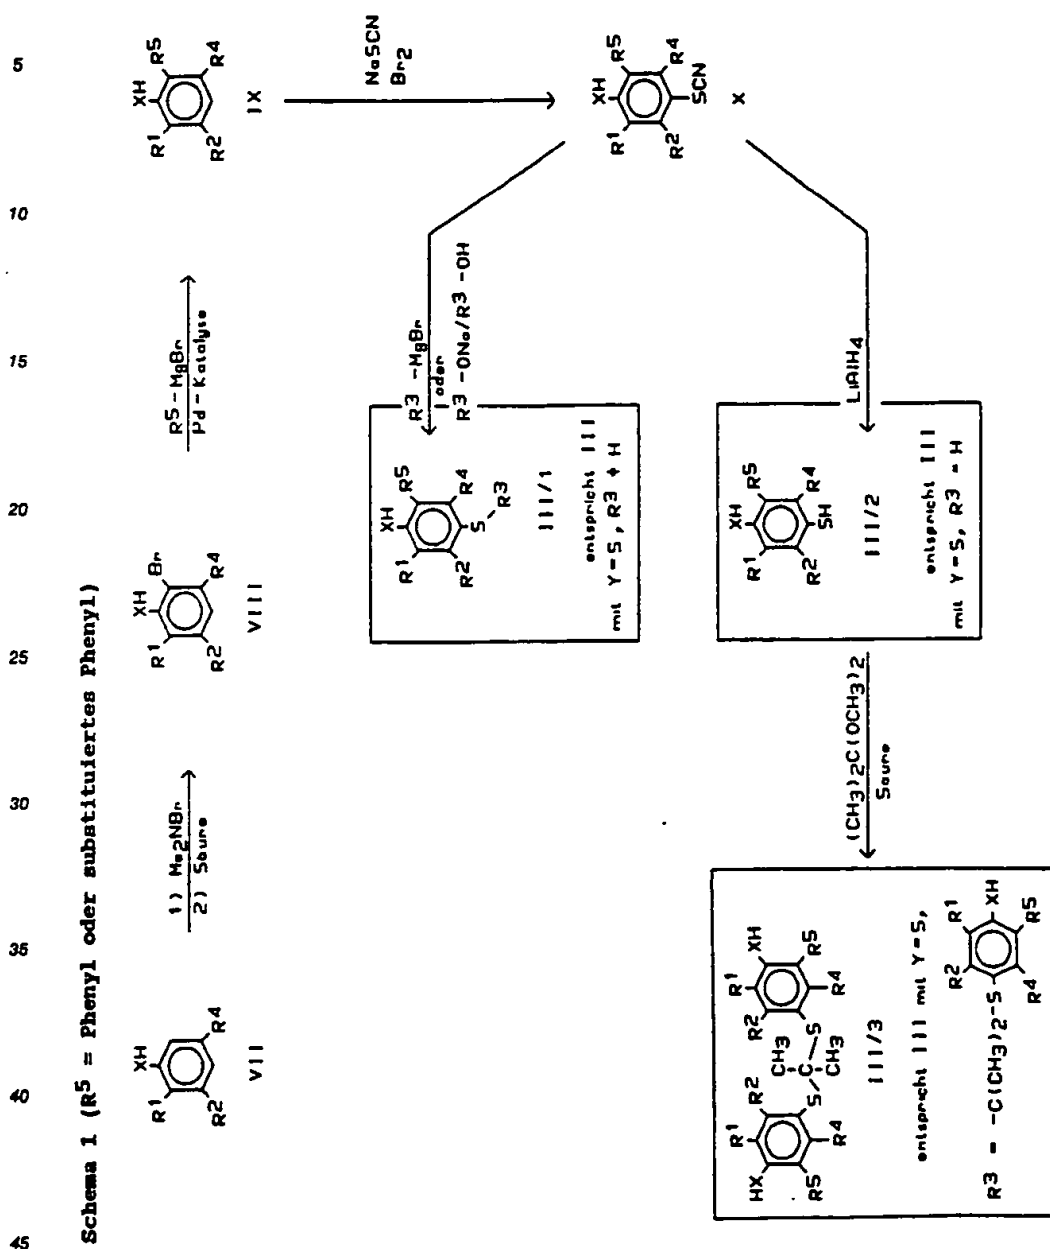 Schema 1 (R5 = Phenyl oder substituiertes Phenyl)
5
10
15
20
25
30
35
40
45
XH
R1
R2
R4
VII
1) Me2NBr
2) Säure
XH
R1
Br
R2
R4
VIII
R5-MgBr
Pd-Katalyse
XH
R1
R5
R2
R4
IX
NaSCN
Br2
XH
R1
R5
R2
R4
SCN
X
R3-MgBr
oder
R3-ONa/R3-OH
XH
R1
R5
R2
R4
S
R3
III/1
entspricht III
mit Y=S, R3 ≠ H
LiAlH4
XH
R1
R5
R2
R4
SH
III/2
entspricht III
mit Y=S, R3 = H
(CH3)2C(OCH3)2
Säure
R1
R2
HX
R5
R4
S
CH3
C
CH3
S
R2
R1
XH
R5
R4
III/3
entspricht III mit Y=S,
R3 = -C(CH3)2-S
R2
R1
XH
R5
R4